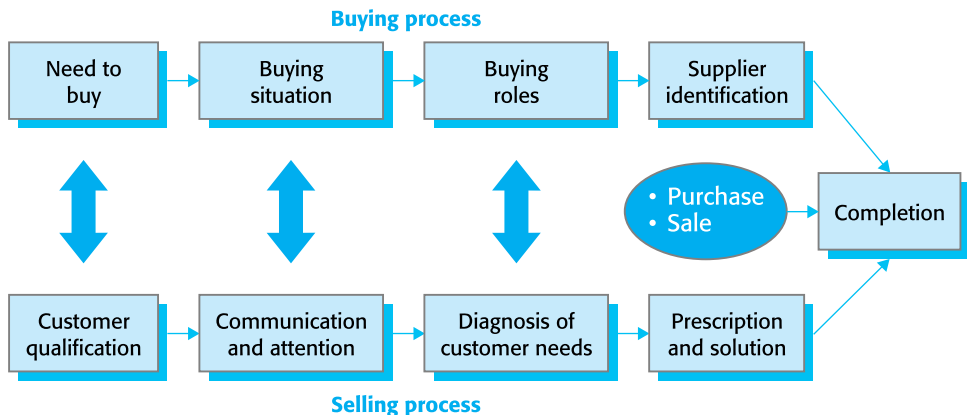 Buying process
Need to
buy
Buying
situation
Buying
roles
Supplier
identification
• Purchase
• Sale
Completion
Customer
qualification
Communication
and attention
Diagnosis of
customer needs
Prescription
and solution
Selling process